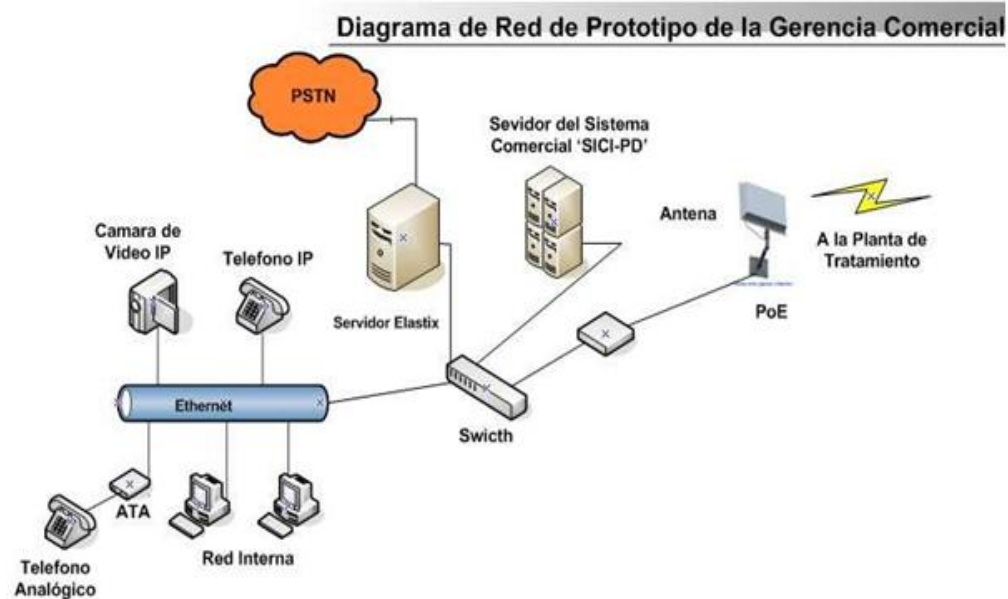 Diagrama de Red de Prototipo de la Gerencia Comercial
PSTN
Sevidor del Sistema
Comercial 'SICI-PD'
Antena
A la Planta de
Tratamiento
Camara de
Video IP
Telefono IP
Servidor Elastix
PoE
Ethernet
Swicth
ATA
Red Interna
Telefono
Analógico